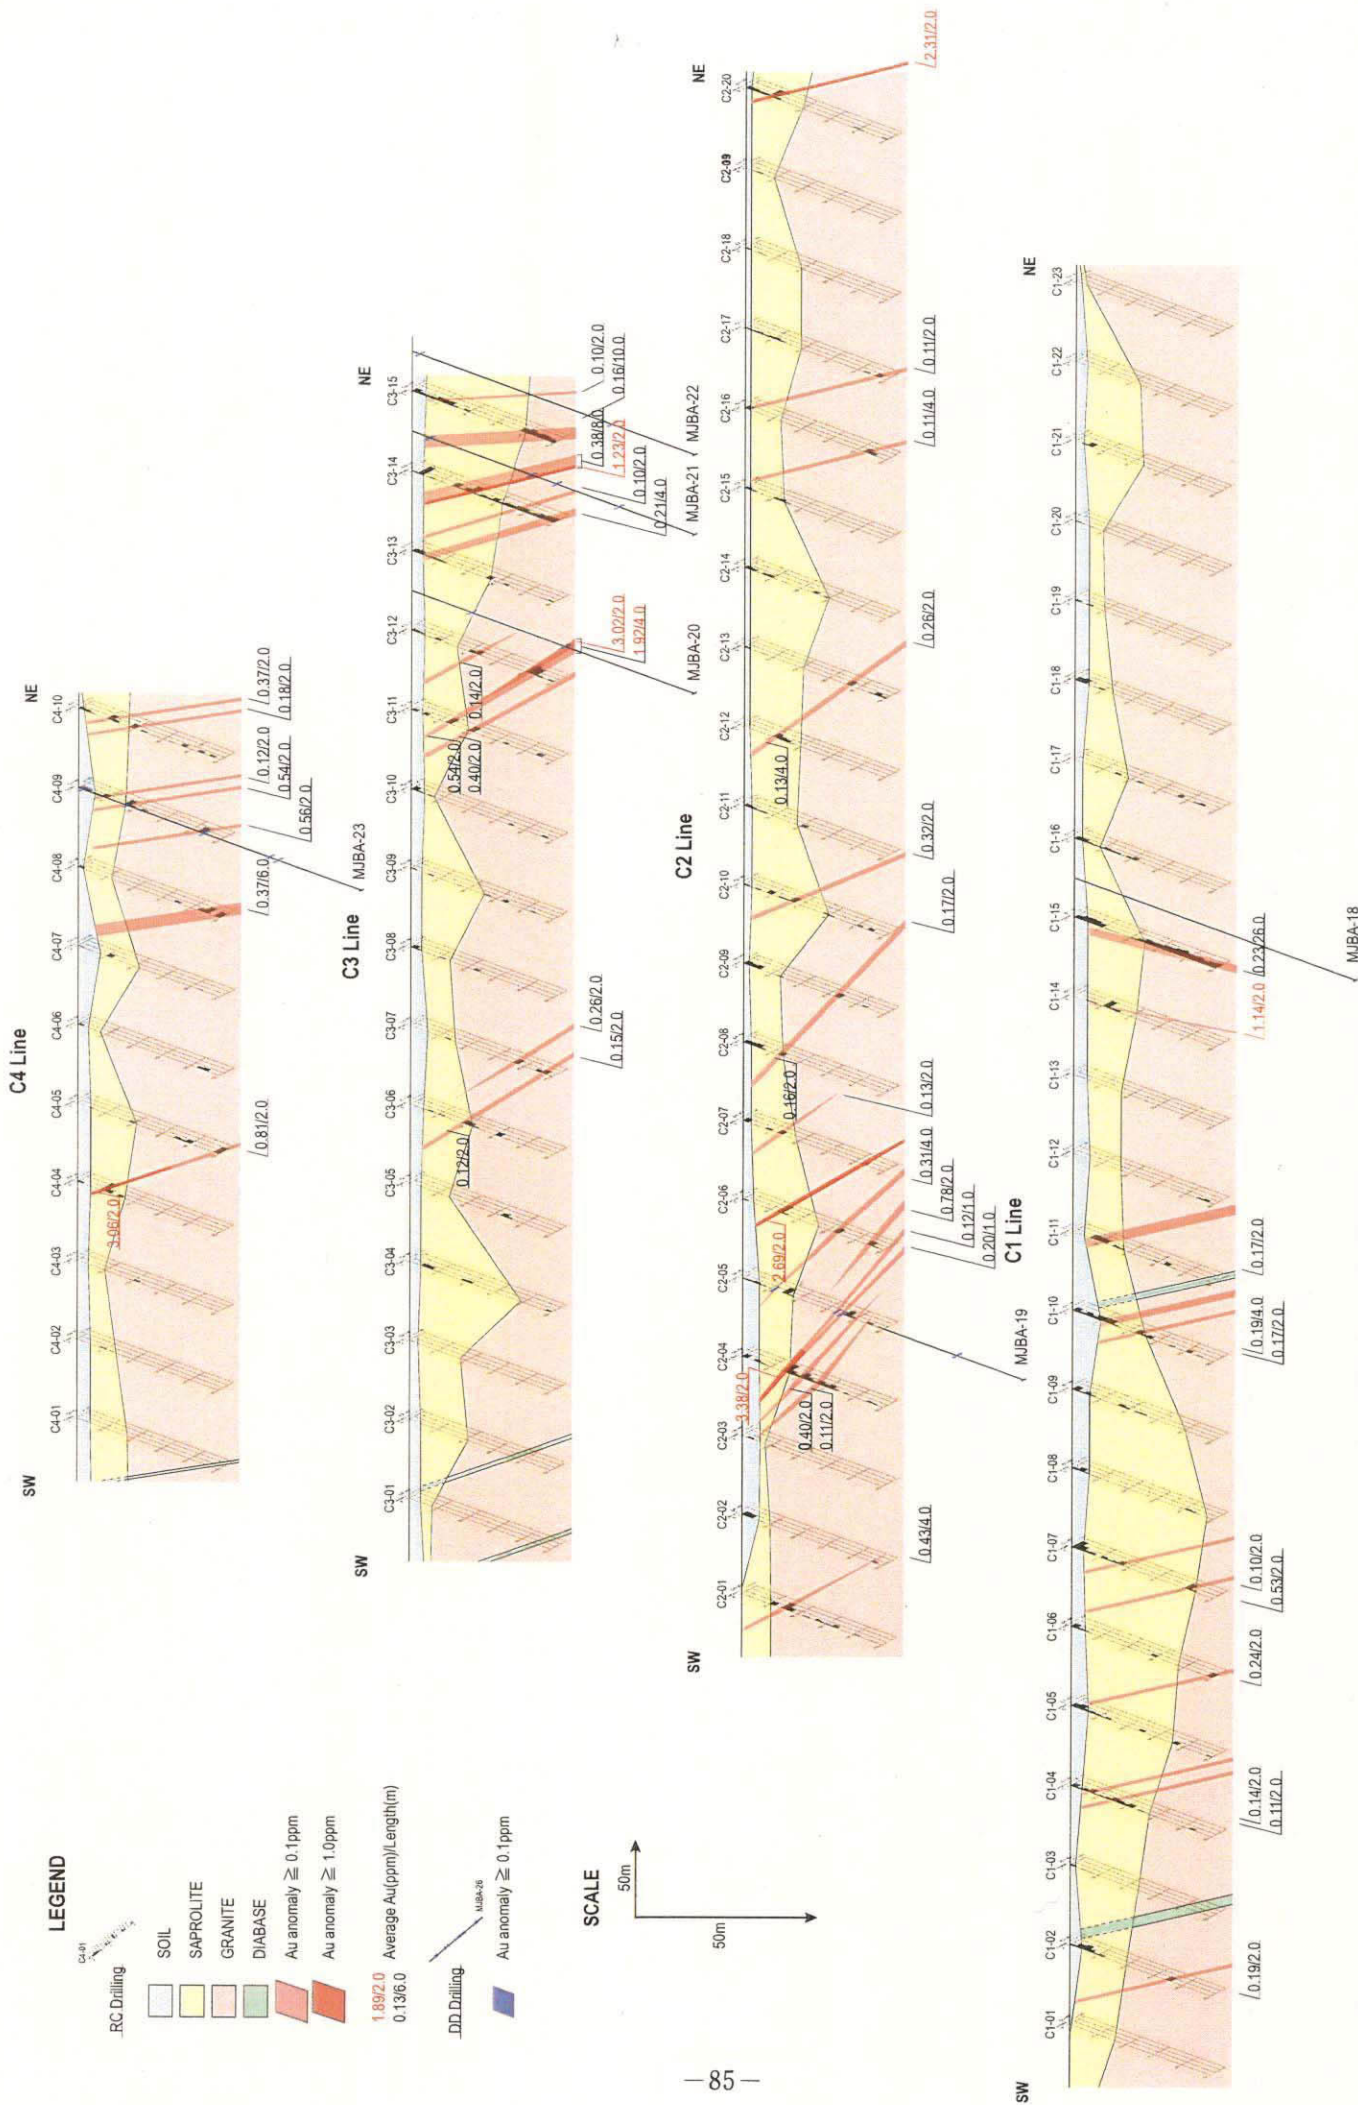 C4 Line
SW
NE
C4-01
C4-02
C4-03
C4-04
C4-05
C4-06
C4-07
C4-08
C4-09
C4-10
3.06/2.0
0.81/2.0
0.37/6.0
0.56/2.0
0.54/2.0
0.12/2.0
0.18/2.0
0.37/2.0
MJBA-23
C3 Line
SW
NE
C3-01
C3-02
C3-03
C3-04
C3-05
C3-06
C3-07
C3-08
C3-09
C3-10
C3-11
C3-12
C3-13
C3-14
C3-15
0.12/2.0
0.15/2.0
0.26/2.0
0.54/2.0
0.40/2.0
0.14/2.0
1.92/4.0
3.02/2.0
0.21/4.0
0.10/2.0
1.23/2.0
0.38/8.0
0.16/10.0
0.10/2.0
MJBA-20
MJBA-21
MJBA-22
C2 Line
SW
NE
C2-01
C2-02
C2-03
C2-04
C2-05
C2-06
C2-07
C2-08
C2-09
C2-10
C2-11
C2-12
C2-13
C2-14
C2-15
C2-16
C2-17
C2-18
C2-09
C2-20
3.38/2.0
2.69/2.0
0.40/2.0
0.11/2.0
0.16/2.0
0.13/4.0
0.43/4.0
0.20/1.0
0.12/1.0
0.78/2.0
0.31/4.0
0.13/2.0
0.17/2.0
0.32/2.0
0.26/2.0
0.11/4.0
0.11/2.0
2.31/2.0
MJBA-19
C1 Line
SW
NE
C1-01
C1-02
C1-03
C1-04
C1-05
C1-06
C1-07
C1-08
C1-09
C1-10
C1-11
C1-12
C1-13
C1-14
C1-15
C1-16
C1-17
C1-18
C1-19
C1-20
C1-21
C1-22
C1-23
0.19/2.0
0.14/2.0
0.11/2.0
0.24/2.0
0.10/2.0
0.53/2.0
0.19/4.0
0.17/2.0
0.17/2.0
1.14/2.0
0.23/26.0
MJBA-18
LEGEND
C4-01
RC Drilling
SOIL
SAPROLITE
GRANITE
DIABASE
Au anomaly ≧ 0.1ppm
Au anomaly ≧ 1.0ppm
1.89/2.0
0.13/6.0
Average Au(ppm)/Length(m)
DD Drilling
MJBA-26
Au anomaly ≧ 0.1ppm
SCALE
50m
50m
—85—